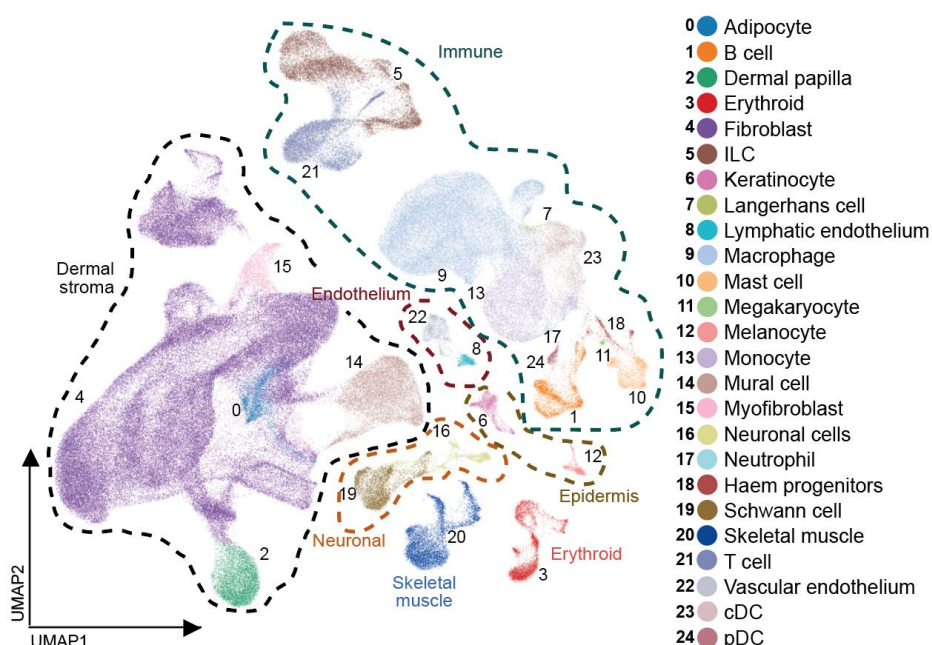 Immune
5
21
7
23
9
13
Dermal
stroma
15
Endothelium
22
8
17
18
24
11
10
1
4
14
0
6
16
12
Epidermis
19
Neuronal
20
Skeletal
muscle
Erythroid
3
2
UMAP2
UMAP1
0 Adipocyte
1 B cell
2 Dermal papilla
3 Erythroid
4 Fibroblast
5 ILC
6 Keratinocyte
7 Langerhans cell
8 Lymphatic endothelium
9 Macrophage
10 Mast cell
11 Megakaryocyte
12 Melanocyte
13 Monocyte
14 Mural cell
15 Myofibroblast
16 Neuronal cells
17 Neutrophil
18 Haem progenitors
19 Schwann cell
20 Skeletal muscle
21 T cell
22 Vascular endothelium
23 cDC
24 pDC